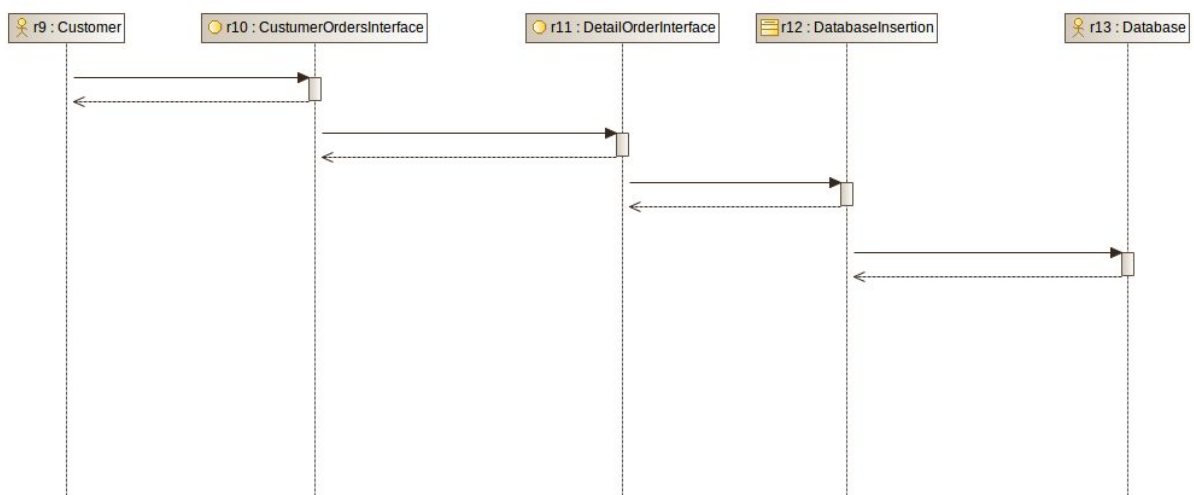 r9 : Customer
r10 : CustumerOrdersInterface
r11 : DetailOrderInterface
r12 : DatabaseInsertion
r13 : Database